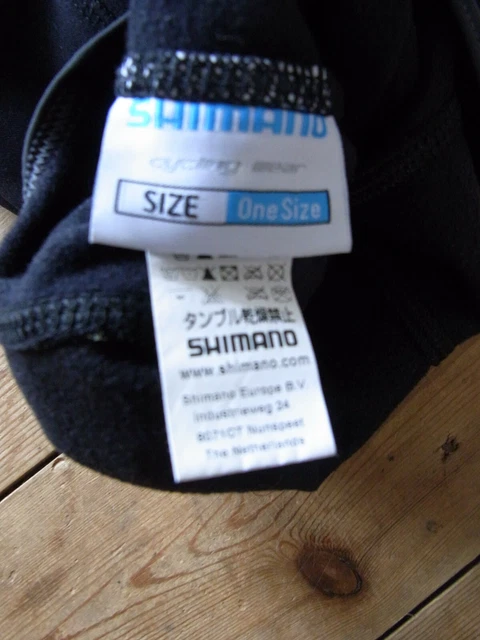 SHIMANO
cycling gear
SIZE One Size
タンブル乾燥禁止
SHIMANO
www.shimano.com
Shimano Europe B.V.
Industrieweg 24
8071CT Nunspeet
The Netherlands